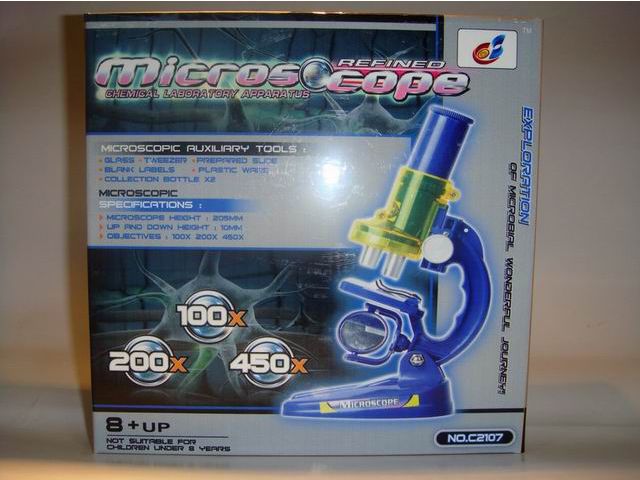 REFINED
Microscope
CHEMICAL LABORATORY APPARATUS
TM
EXPLORATION
OF MICROBIAL WONDERFUL JOURNEY!
MICROSCOPIC AUXILIARY TOOLS :
• GLASS • TWEEZER • PREPARED SLIDE
• BLANK LABELS • PLASTIC WARE
• COLLECTION BOTTLE X2
MICROSCOPIC
SPECIFICATIONS :
• MICROSCOPE HEIGHT : 205MM
• UP AND DOWN HEIGHT : 10MM
• OBJECTIVES : 100X 200X 450X
100X
200X
450X
MICROSCOPE
8 + UP
NOT SUITABLE FOR
CHILDREN UNDER 8 YEARS
NO.C2107